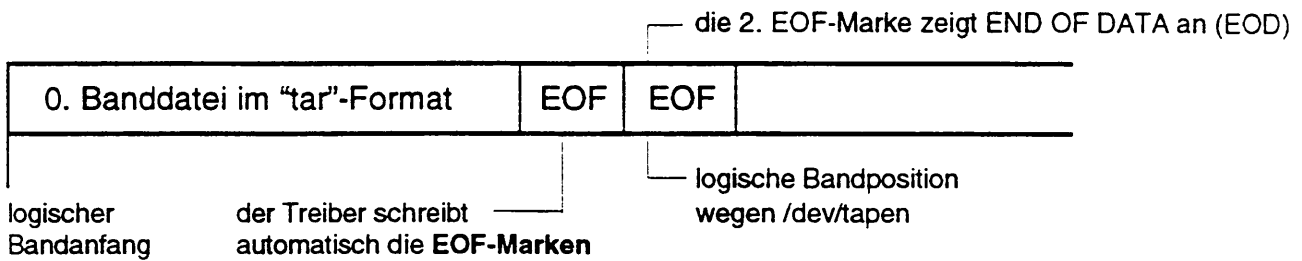 die 2. EOF-Marke zeigt END OF DATA an (EOD)
0. Banddatei im "tar"-Format EOF EOF
logische Bandposition
wegen /dev/tapen
logischer der Treiber schreibt
Bandanfang automatisch die EOF-Marken